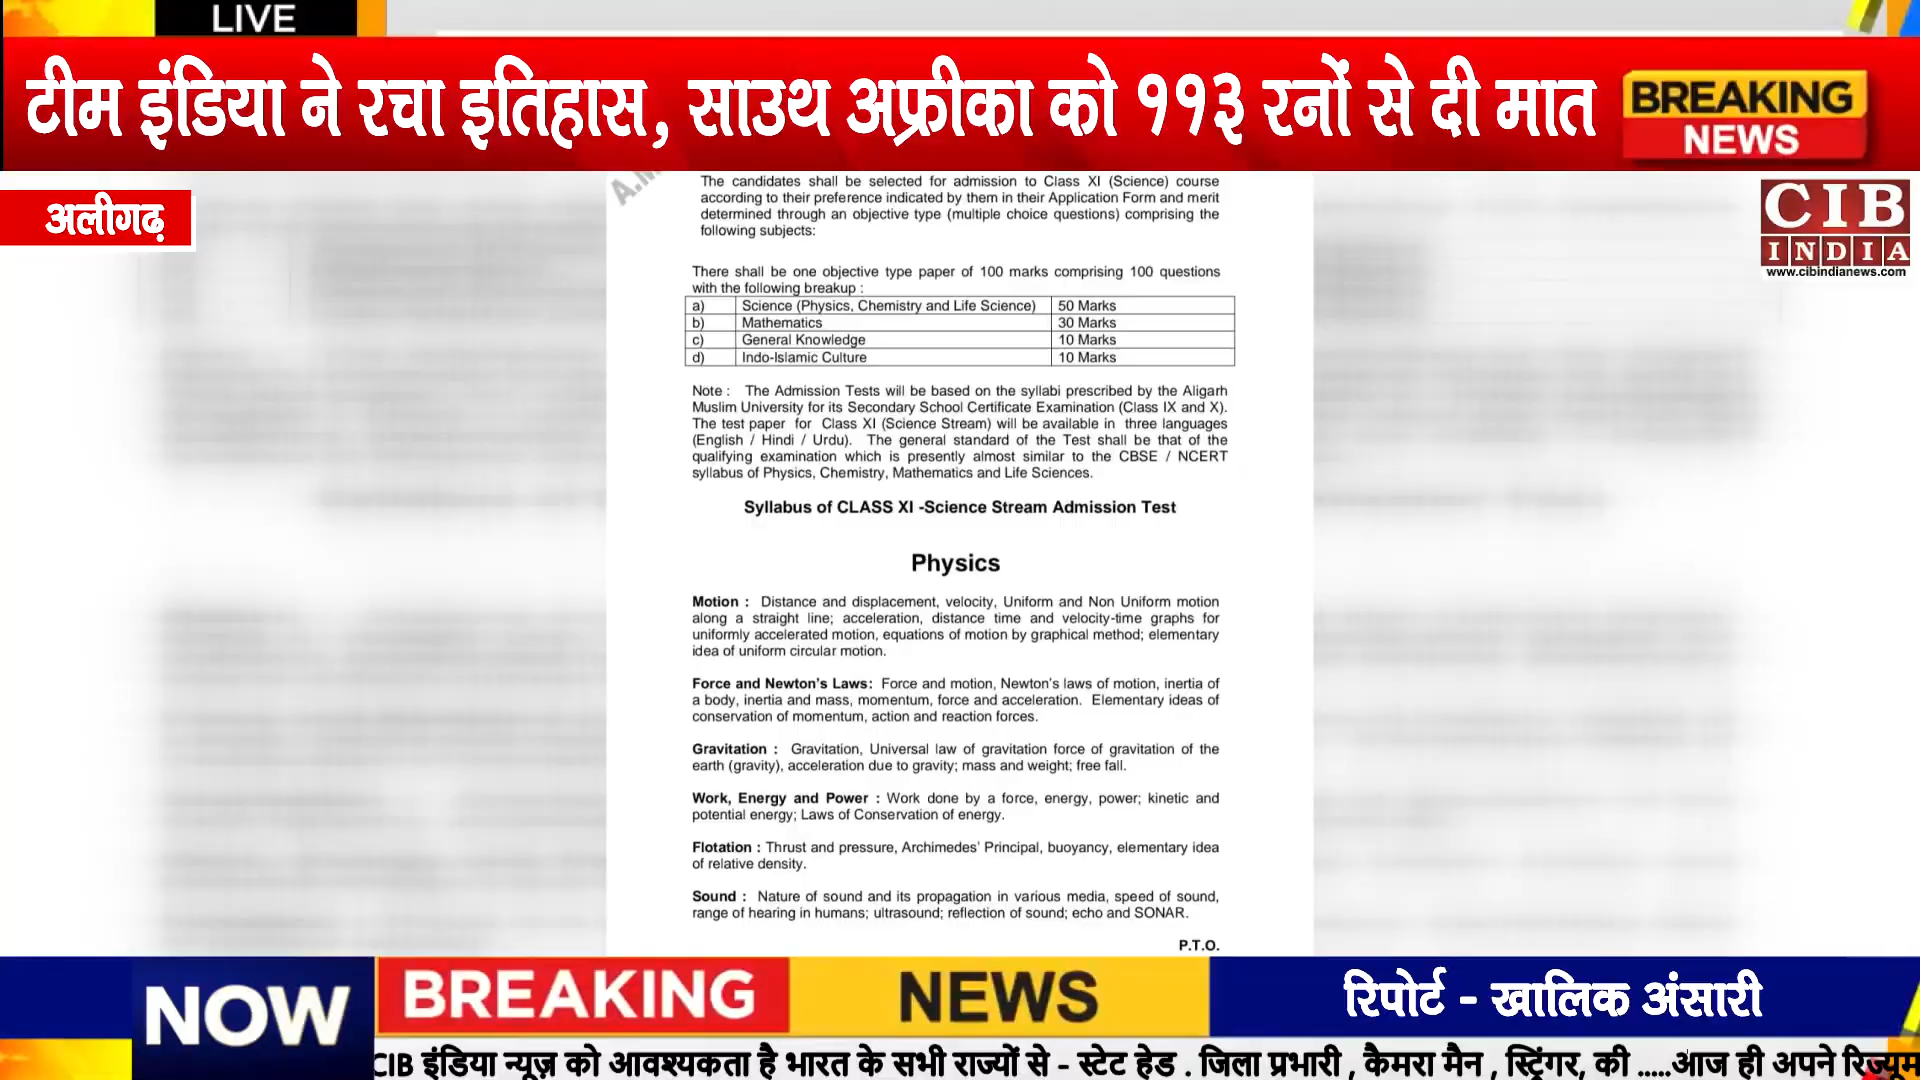 LIVE
टीम इंडिया ने रचा इतिहास, साउथ अफ्रीका को ११३ रनों से दी मात
BREAKING
NEWS
अलीगढ़
CIB
INDIA
www.cibindianews.com
The candidates shall be selected for admission to Class XI (Science) course
according to their preference indicated by them in their Application Form and merit
determined through an objective type (multiple choice questions) comprising the
following subjects:
There shall be one objective type paper of 100 marks comprising 100 questions
with the following breakup :
a) Science (Physics, Chemistry and Life Science) 50 Marks
b) Mathematics 30 Marks
c) General Knowledge 10 Marks
d) Indo-Islamic Culture 10 Marks
Note : The Admission Tests will be based on the syllabi prescribed by the Aligarh
Muslim University for its Secondary School Certificate Examination (Class IX and X).
The test paper for Class XI (Science Stream) will be available in three languages
(English / Hindi / Urdu). The general standard of the Test shall be that of the
qualifying examination which is presently almost similar to the CBSE / NCERT
syllabus of Physics, Chemistry, Mathematics and Life Sciences.
Syllabus of CLASS XI -Science Stream Admission Test
Physics
Motion : Distance and displacement, velocity, Uniform and Non Uniform motion
along a straight line; acceleration, distance time and velocity-time graphs for
uniformly accelerated motion, equations of motion by graphical method; elementary
idea of uniform circular motion.
Force and Newton's Laws: Force and motion, Newton's laws of motion, inertia of
a body, inertia and mass, momentum, force and acceleration. Elementary ideas of
conservation of momentum, action and reaction forces.
Gravitation : Gravitation, Universal law of gravitation force of gravitation of the
earth (gravity), acceleration due to gravity; mass and weight; free fall.
Work, Energy and Power : Work done by a force, energy, power; kinetic and
potential energy; Laws of Conservation of energy.
Flotation : Thrust and pressure, Archimedes' Principal, buoyancy, elementary idea
of relative density.
Sound : Nature of sound and its propagation in various media, speed of sound,
range of hearing in humans; ultrasound; reflection of sound; echo and SONAR.
P.T.O.
NOW
BREAKING
NEWS
रिपोर्ट - खालिक अंसारी
CIB इंडिया न्यूज़ को आवश्यकता है भारत के सभी राज्यों से - स्टेट हेड . जिला प्रभारी , कैमरा मैन , स्ट्रिंगर, की .....आज ही अपने रिज्यूम